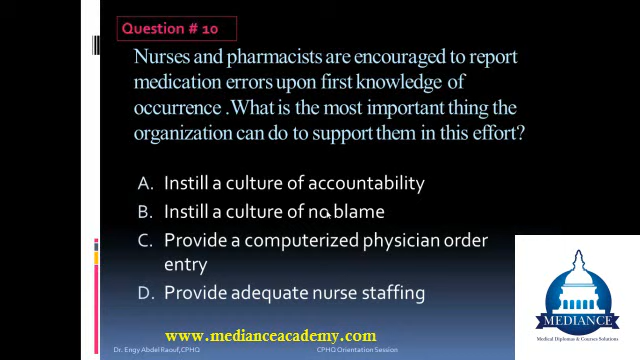 Question # 10
Nurses and pharmacists are encouraged to report
medication errors upon first knowledge of
occurrence .What is the most important thing the
organization can do to support them in this effort?
A. Instill a culture of accountability
B. Instill a culture of no blame
C. Provide a computerized physician order
entry
D. Provide adequate nurse staffing
MEDIANCE
Medical Diplomas & Courses Solutions
www.medianceacademy.com
Dr. Engy Abdel Raouf,CPHQ
CPHQ Orientation Session